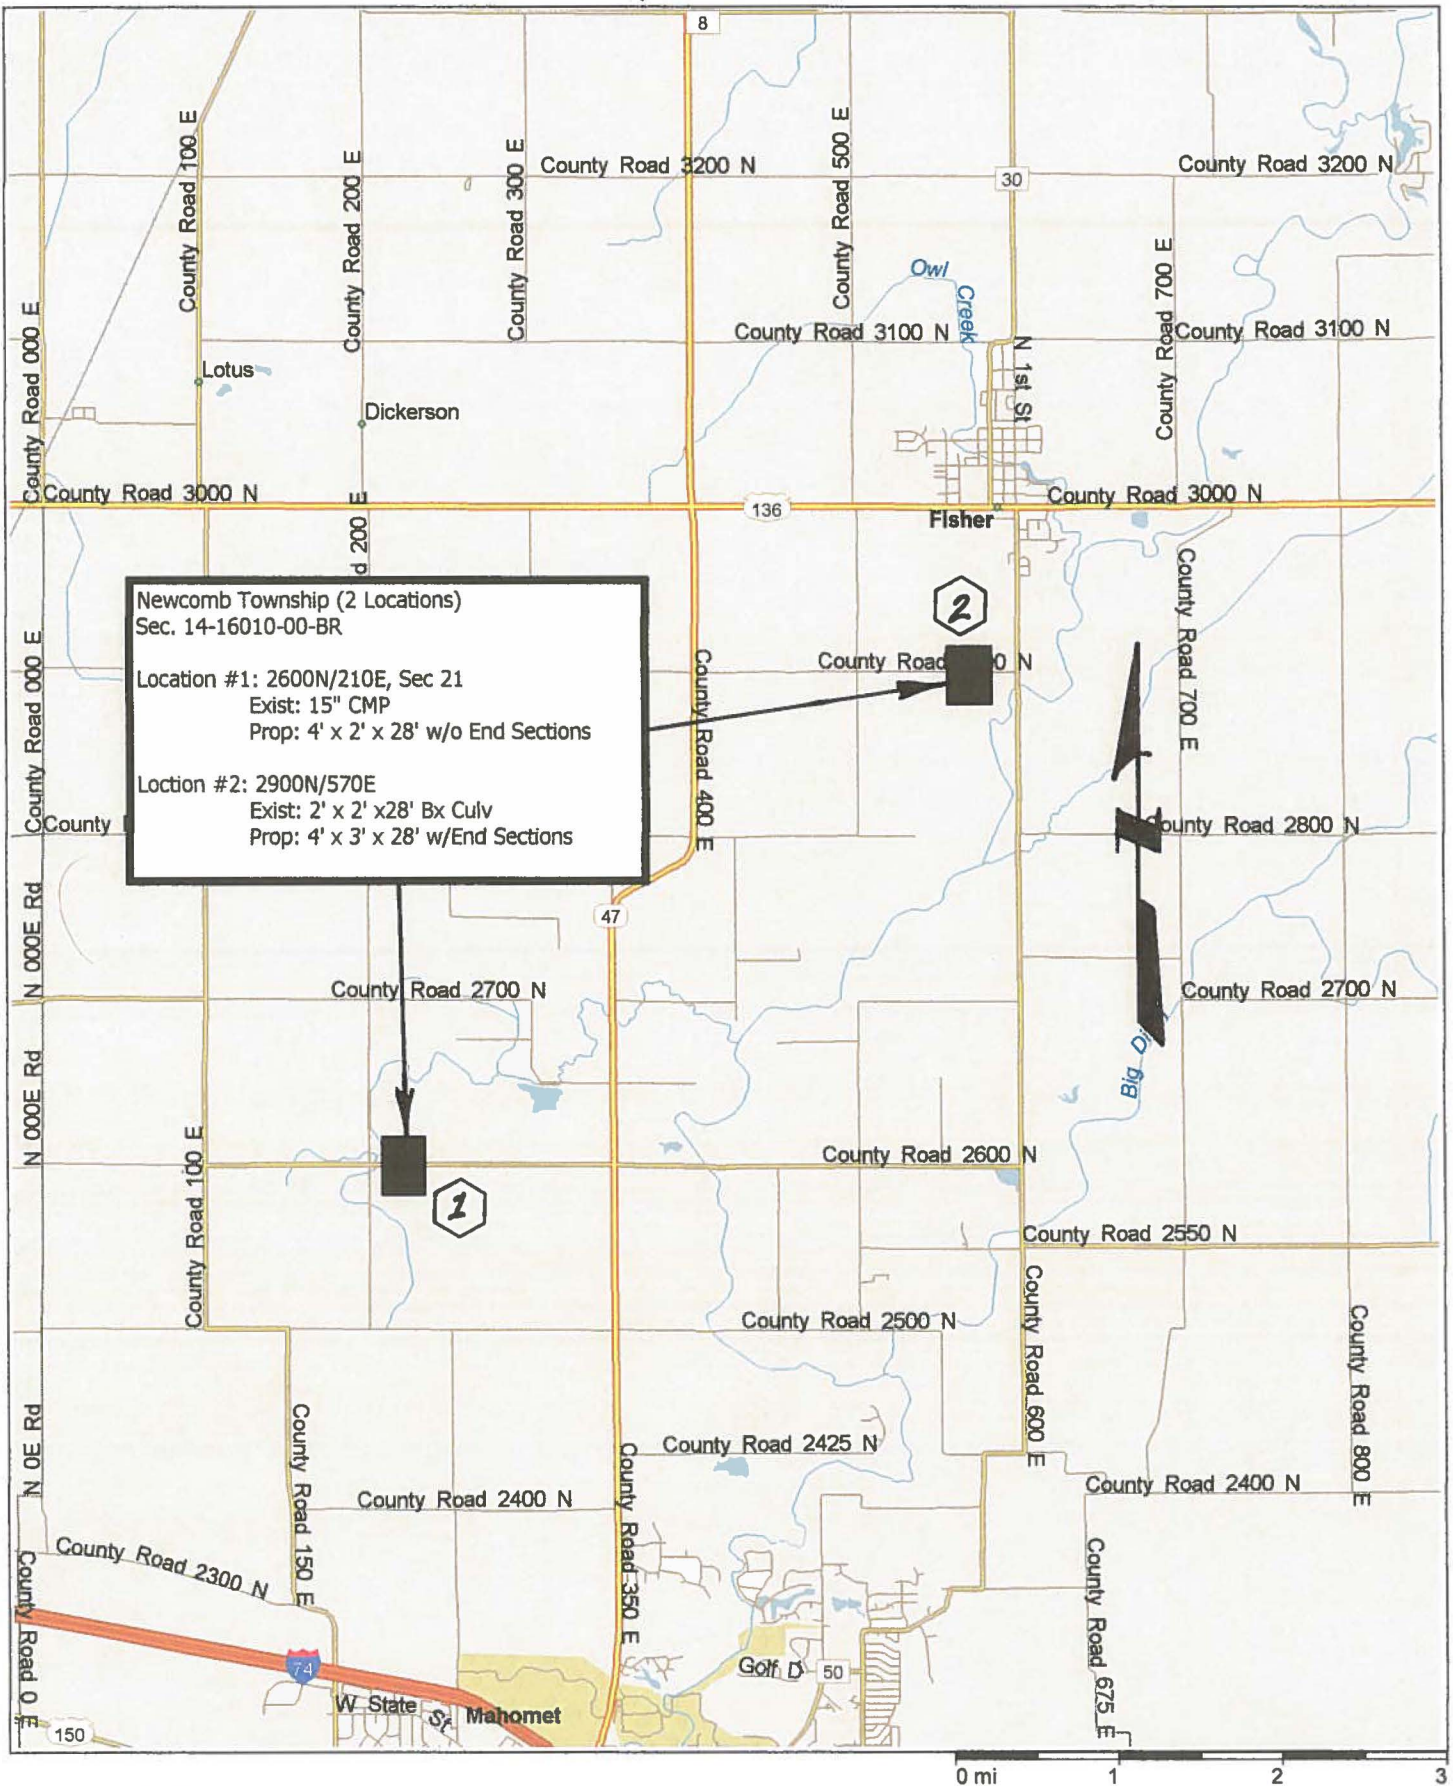 8
County Road 100 E
County Road 200 E
County Road 300 E
County Road 500 E
County Road 3200 N
30
County Road 3200 N
County Road 000 E
Owl
Creek
County Road 700 E
County Road 3100 N
County Road 3100 N
N 1st St
Lotus
Dickerson
County Road 3000 N
136
County Road 3000 N
Fisher
d 200 E
Newcomb Township (2 Locations)
Sec. 14-16010-00-BR
Location #1: 2600N/210E, Sec 21
Exist: 15" CMP
Prop: 4' x 2' x 28' w/o End Sections
Loction #2: 2900N/570E
Exist: 2' x 2' x28' Bx Culv
Prop: 4' x 3' x 28' w/End Sections
2
County Road 0 N
County Road 700 E
County Road 000 E
County Road 400 E
County
N
ounty Road 2800 N
47
N 000E Rd
County Road 2700 N
County Road 2700 N
Big Di
N 000E Rd
County Road 100 E
1
County Road 2600 N
County Road 2550 N
County Road 2500 N
County Road 600 E
County Road 800 E
N 0E Rd
County Road 150 E
County Road 2425 N
County Road 350 E
County Road 2400 N
County Road 2400 N
County Road 2300 N
County Road 675 E
County Road 0 E
74
Golf D
50
W State St
Mahomet
150
0 mi 1 2 3